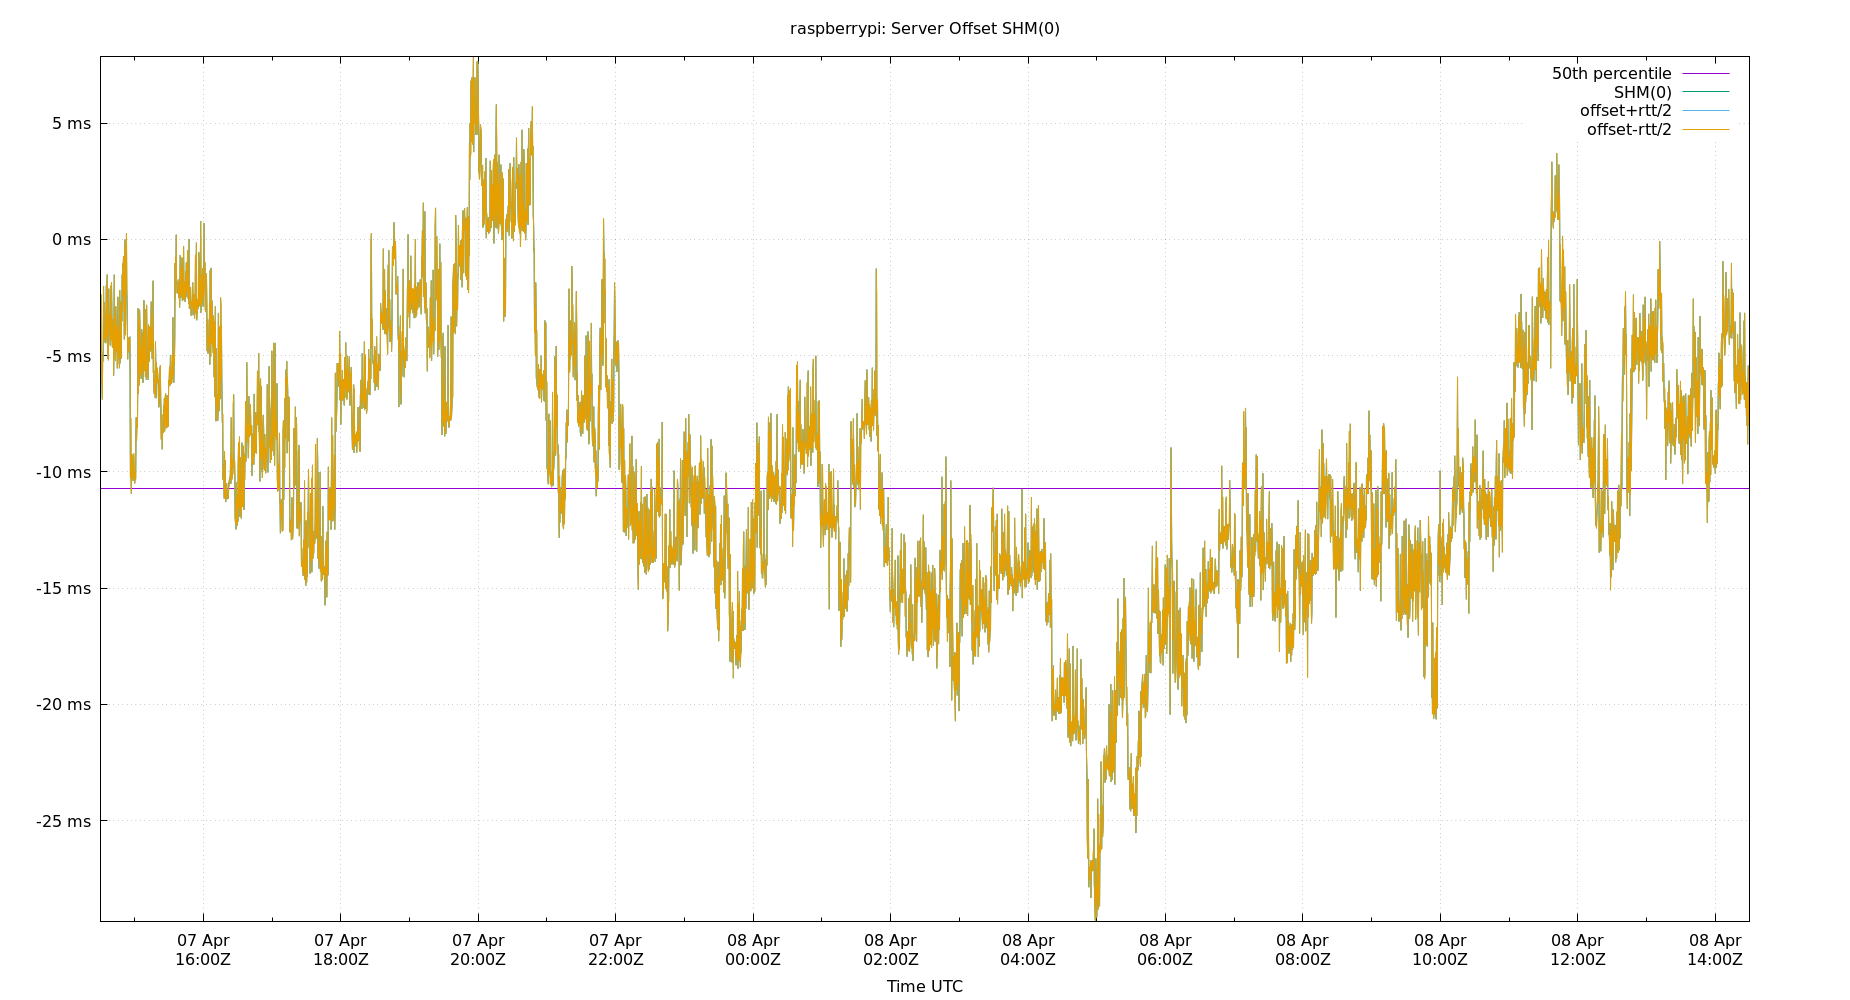 raspberrypi: Server Offset SHM(0)
50th percentile
SHM(0)
offset+rtt/2
offset-rtt/2
5 ms
0 ms
-5 ms
-10 ms
-15 ms
-20 ms
-25 ms
07 Apr 07 Apr 07 Apr 07 Apr 08 Apr 08 Apr 08 Apr 08 Apr 08 Apr 08 Apr 08 Apr 08 Apr
16:00Z 18:00Z 20:00Z 22:00Z 00:00Z 02:00Z 04:00Z 06:00Z 08:00Z 10:00Z 12:00Z 14:00Z
Time UTC